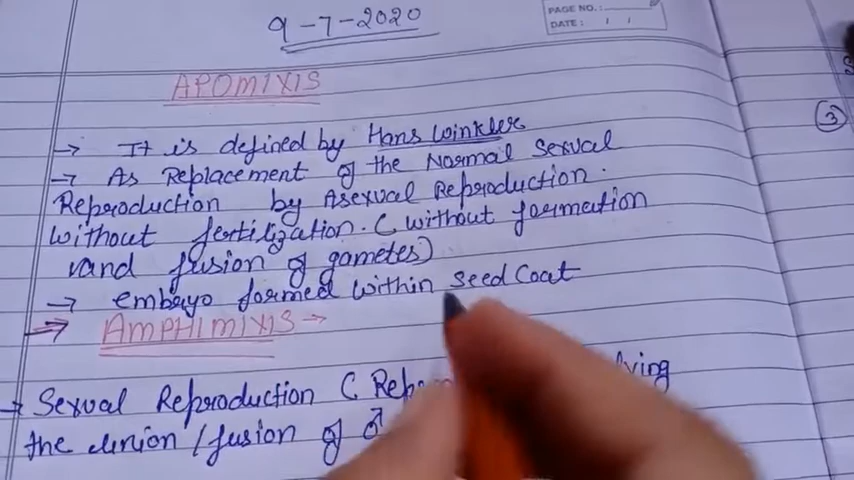 9-7-2020
PAGE NO.:
DATE: / /
APOMIXIS
→ It is defined by Hans Winkler
→ As Replacement of the Normal Sexual
Reproduction by Asexual Reproduction.
without fertilization. (without formation
and fusion of gametes)
→ embryo formed within seed coat
→ AMPHIMIXIS →
→ Sexual Reproduction (
the union / fusion of ♂
3